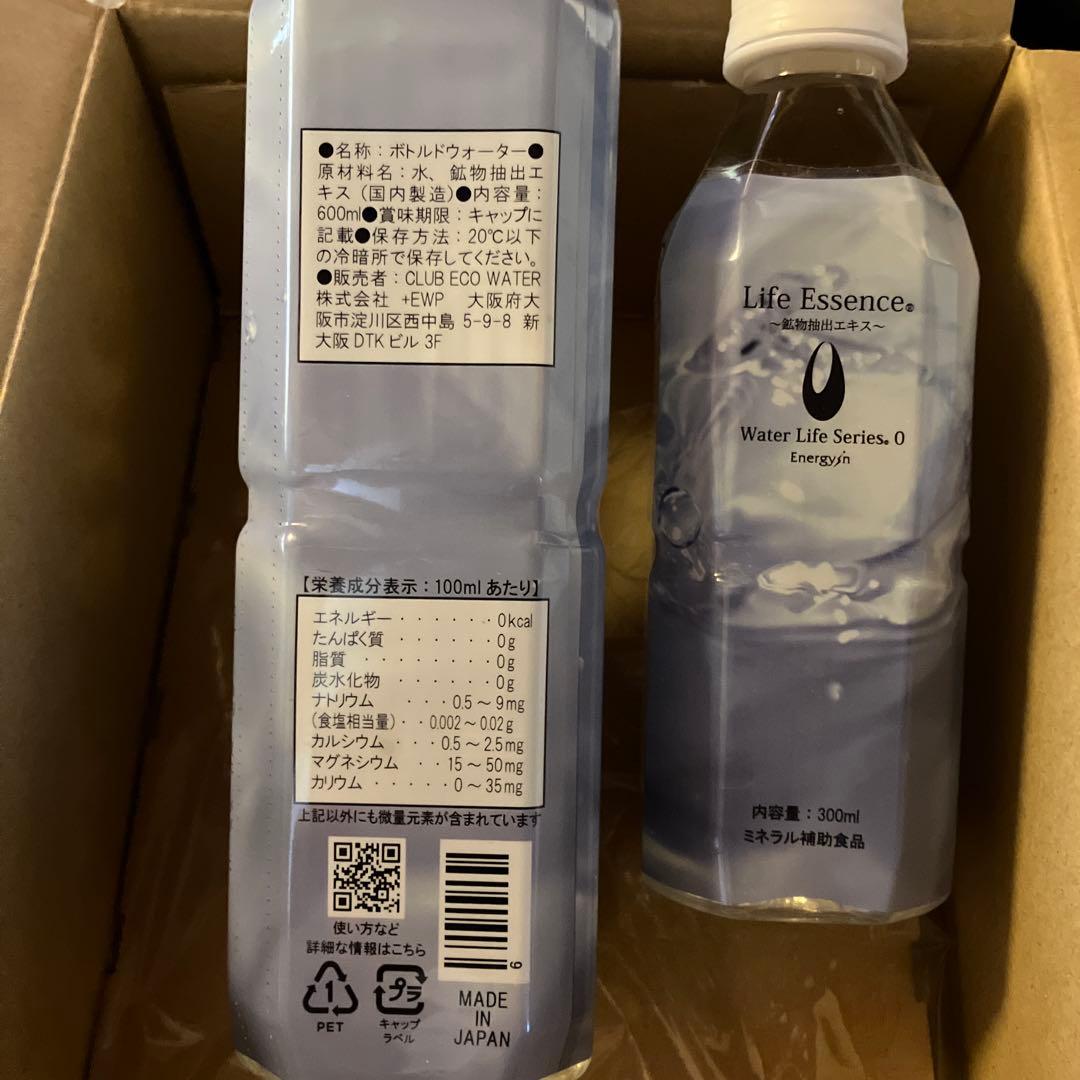 ●名称：ボトルドウォーター●
原材料名：水、鉱物抽出エ
キス（国内製造）●内容量：
600ml●賞味期限：キャップに
記載●保存方法：20℃以下
の冷暗所で保存してください。
●販売者：CLUB ECO WATER
株式会社 +EWP 大阪府大
阪市淀川区西中島 5-9-8 新
大阪 DTK ビル 3F
【栄養成分表示：100ml あたり】
エネルギー・・・・・・0kcal
たんぱく質 ・・・・・・0g
脂質 ・・・・・・・・0g
炭水化物 ・・・・・・0g
ナトリウム ・・・0.5～9mg
（食塩相当量）・・0.002～0.02g
カルシウム ・・・0.5～2.5mg
マグネシウム ・・15～50mg
カリウム ・・・・・0～35mg
上記以外にも微量元素が含まれています
使い方など
詳細な情報はこちら
1
PET
プラ
キャップ
ラベル
9
MADE
IN
JAPAN
Life Essence®
～鉱物抽出エキス～
Water Life Series® 0
Energysin
内容量：300ml
ミネラル補助食品